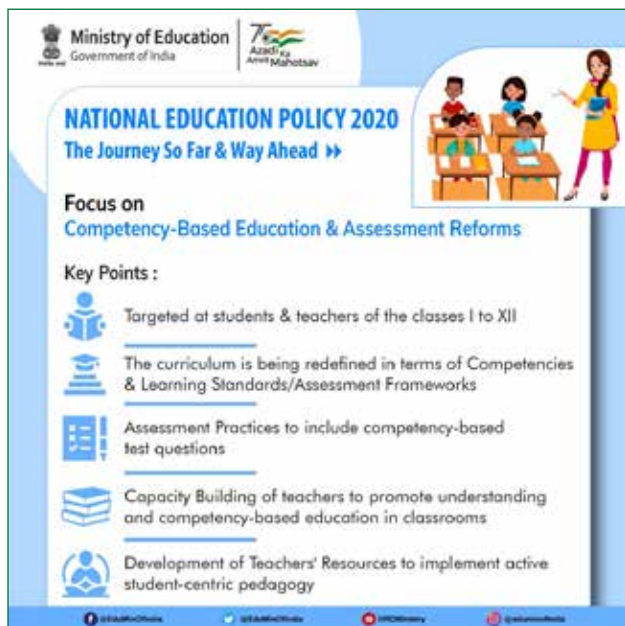 Ministry of Education
Government of India
Azadi Ka
Amrit Mahotsav
NATIONAL EDUCATION POLICY 2020
The Journey So Far & Way Ahead
Focus on
Competency-Based Education & Assessment Reforms
Key Points :
Targeted at students & teachers of the classes I to XII
The curriculum is being redefined in terms of Competencies
& Learning Standards/Assessment Frameworks
Assessment Practices to include competency-based
test questions
Capacity Building of teachers to promote understanding
and competency-based education in classrooms
Development of Teachers' Resources to implement active
student-centric pedagogy